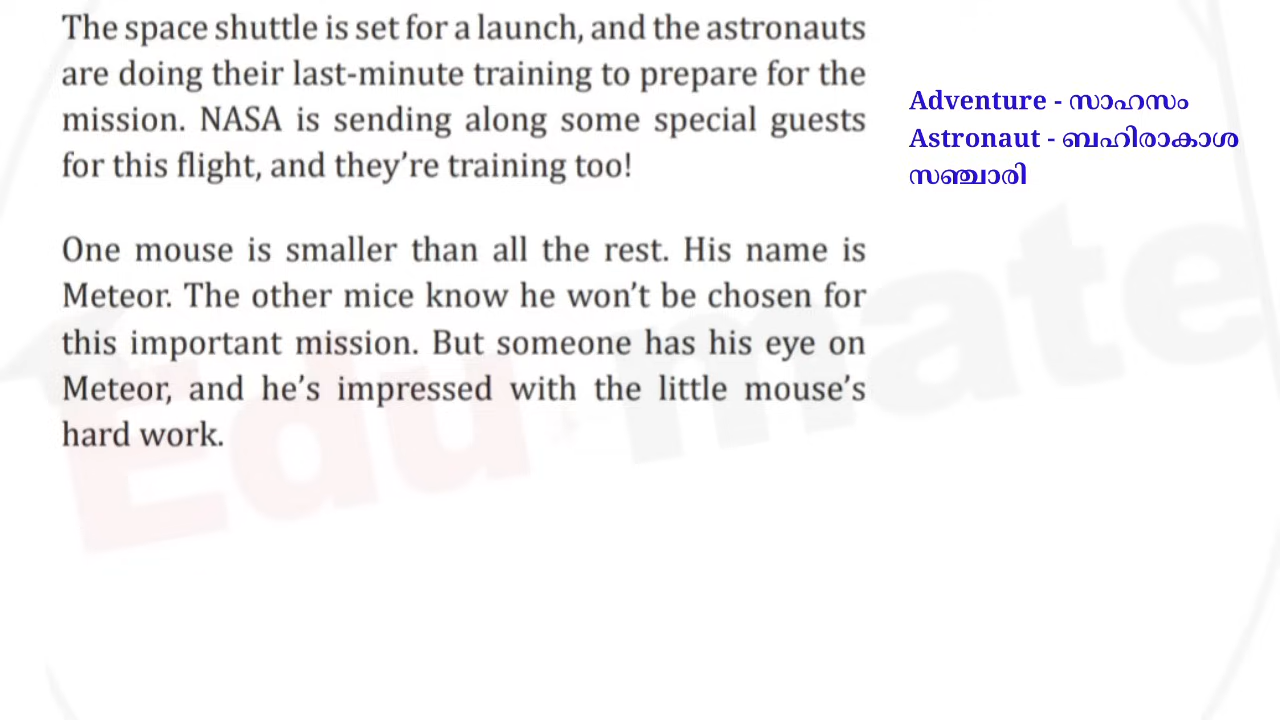 The space shuttle is set for a launch, and the astronauts
are doing their last-minute training to prepare for the
mission. NASA is sending along some special guests
for this flight, and they're training too!
One mouse is smaller than all the rest. His name is
Meteor. The other mice know he won't be chosen for
this important mission. But someone has his eye on
Meteor, and he's impressed with the little mouse's
hard work.
Adventure - സാഹസം
Astronaut - ബഹിരാകാശ
സഞ്ചാരി
Edu mate